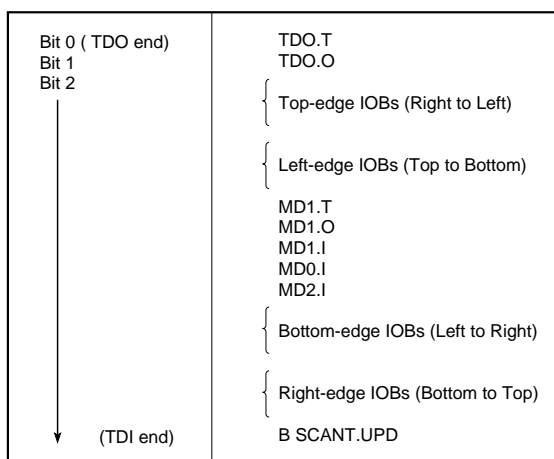 Bit 0 ( TDO end)
Bit 1
Bit 2
(TDI end)
TDO.T
TDO.O
Top-edge IOBs (Right to Left)
Left-edge IOBs (Top to Bottom)
MD1.T
MD1.O
MD1.I
MD0.I
MD2.I
Bottom-edge IOBs (Left to Right)
Right-edge IOBs (Bottom to Top)
B SCANT.UPD